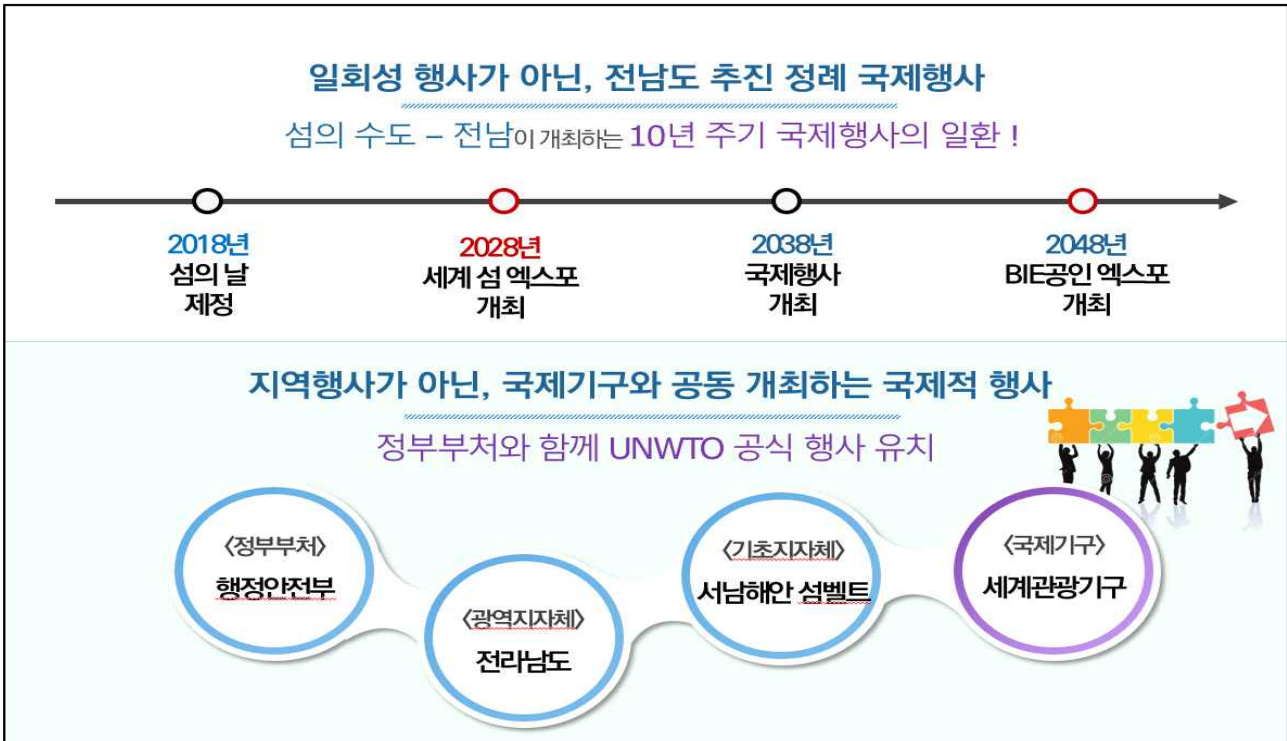 일회성 행사가 아닌, 전남도 추진 정례 국제행사
섬의 수도 – 전남이 개최하는 10년 주기 국제행사의 일환 !
2018년
섬의 날
제정
2028년
세계 섬 엑스포
개최
2038년
국제행사
개최
2048년
BIE공인 엑스포
개최
지역행사가 아닌, 국제기구와 공동 개최하는 국제적 행사
정부부처와 함께 UNWTO 공식 행사 유치
<정부부처>
행정안전부
<광역지자체>
전라남도
<기초지자체>
서남해안 섬벨트
<국제기구>
세계관광기구